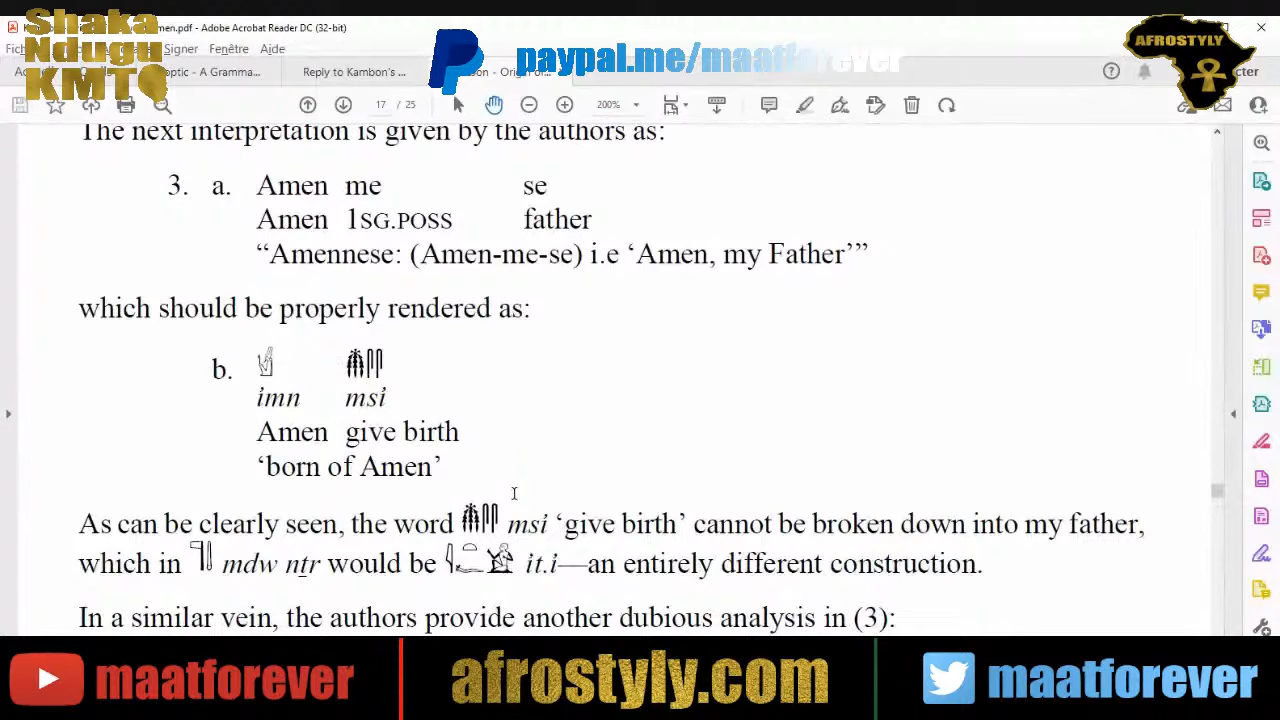 Shaka
Ndugu
KMT
men.pdf - Adobe Acrobat Reader DC (32-bit)
Signer Fenêtre Aide
optic - A Gramma... Reply to Kambon's ...
paypal.me/maatforever
AFROSTYLY
17 / 25 200%
The next interpretation is given by the authors as:
3. a. Amen me se
Amen 1SG.POSS father
“Amennese: (Amen-me-se) i.e ‘Amen, my Father’”
which should be properly rendered as:
b.
i͗mn msi͗
Amen give birth
‘born of Amen’
As can be clearly seen, the word msi ‘give birth’ cannot be broken down into my father,
which in mdw nṯr would be it.i—an entirely different construction.
In a similar vein, the authors provide another dubious analysis in (3):
maatforever afrostyly.com maatforever